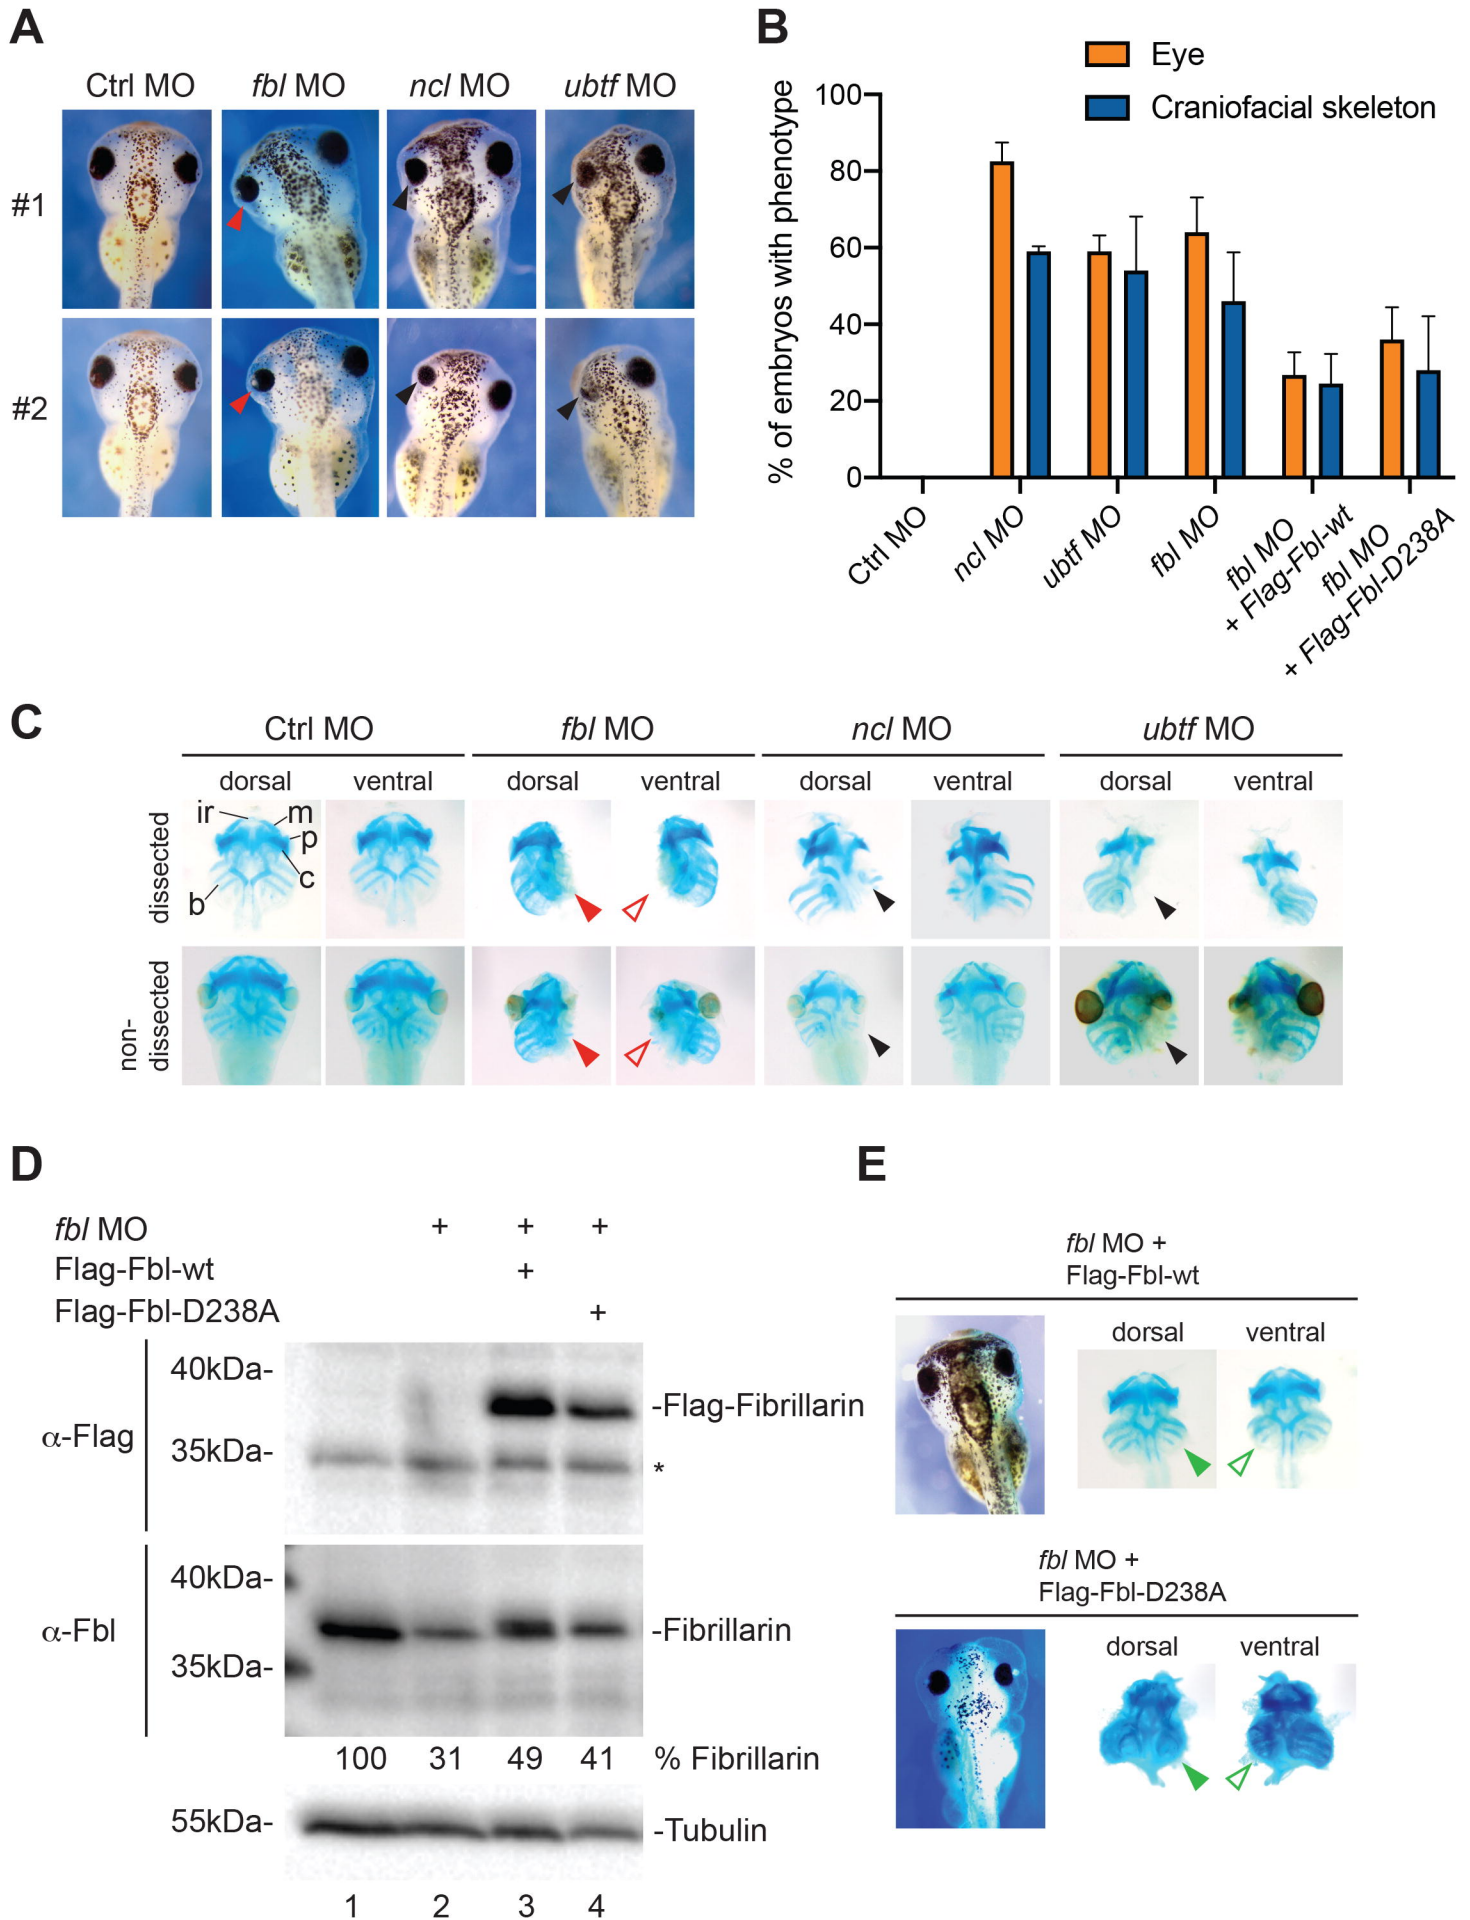 A
Ctrl MO fbl MO ncl MO ubtf MO
#1
#2
B
Eye
Craniofacial skeleton
% of embryos with phenotype
100
80
60
40
20
0
Ctrl MO
ncl MO
ubtf MO
fbl MO
fbl MO
+ Flag-Fbl-wt
fbl MO
+ Flag-Fbl-D238A
C
Ctrl MO fbl MO ncl MO ubtf MO
dorsal ventral dorsal ventral dorsal ventral dorsal ventral
dissected
ir m
p
c
b
non-
dissected
D
fbl MO + + +
Flag-Fbl-wt +
Flag-Fbl-D238A +
α-Flag
40kDa-
35kDa-
-Flag-Fibrillarin
*
α-Fbl
40kDa-
35kDa-
-Fibrillarin
100 31 49 41 % Fibrillarin
55kDa- -Tubulin
1 2 3 4
E
fbl MO +
Flag-Fbl-wt
dorsal ventral
fbl MO +
Flag-Fbl-D238A
dorsal ventral